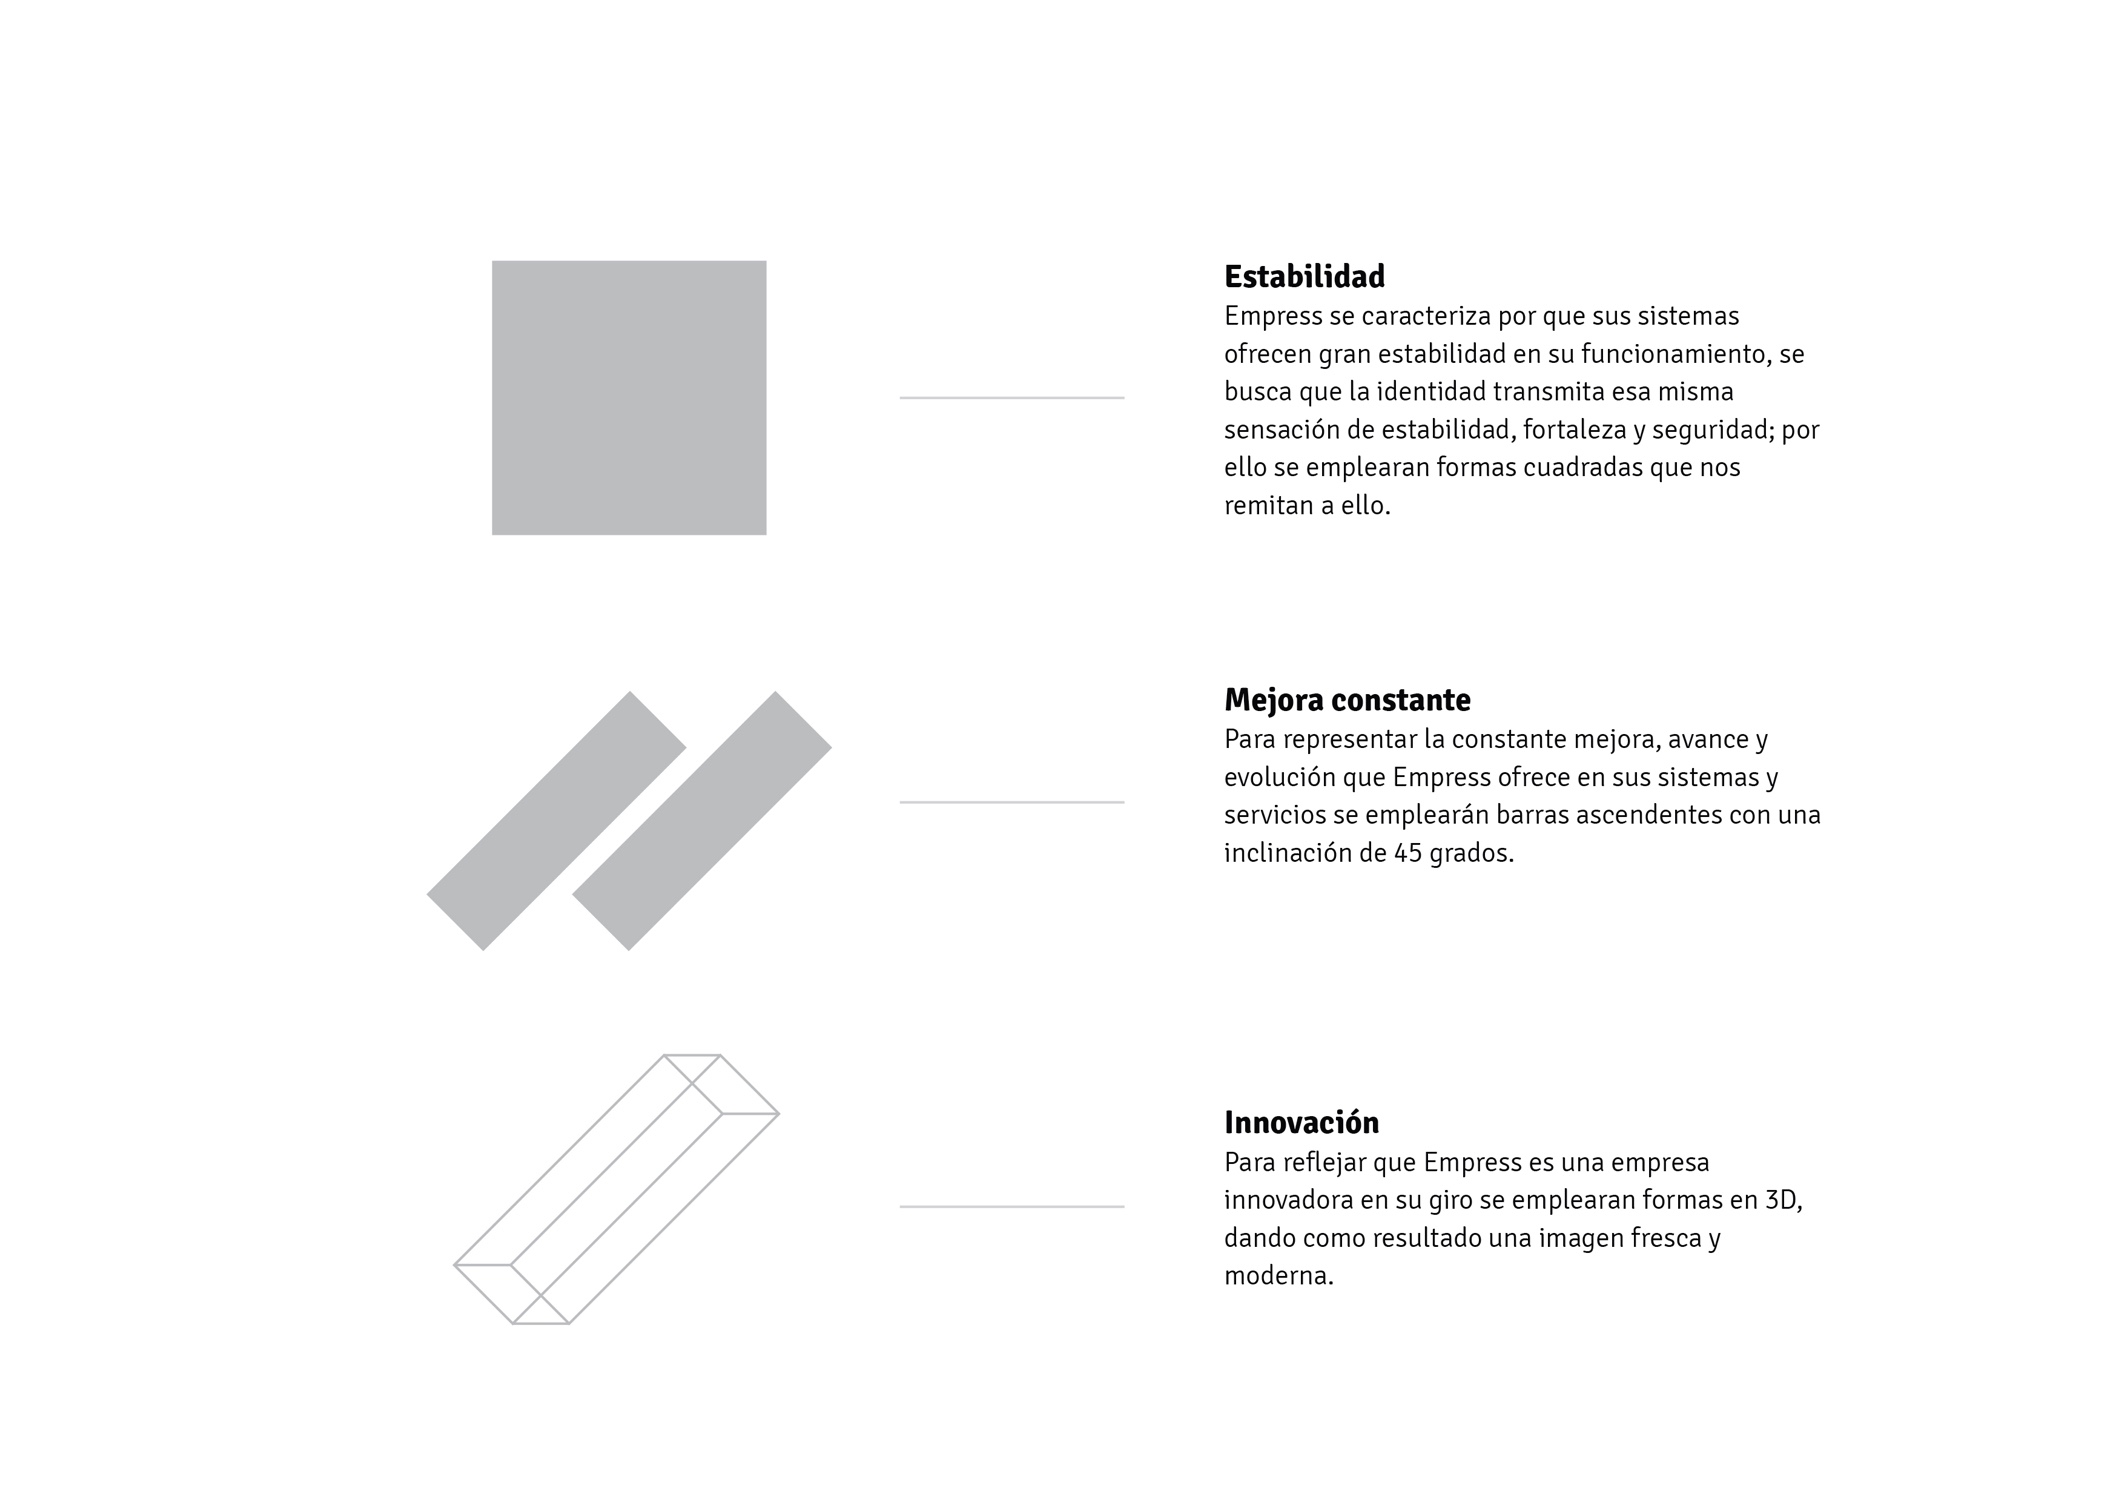 Estabilidad
Empress se caracteriza por que sus sistemas
ofrecen gran estabilidad en su funcionamiento, se
busca que la identidad transmita esa misma
sensación de estabilidad, fortaleza y seguridad; por
ello se emplearan formas cuadradas que nos
remitan a ello.
Mejora constante
Para representar la constante mejora, avance y
evolución que Empress ofrece en sus sistemas y
servicios se emplearán barras ascendentes con una
inclinación de 45 grados.
Innovación
Para reflejar que Empress es una empresa
innovadora en su giro se emplearan formas en 3D,
dando como resultado una imagen fresca y
moderna.